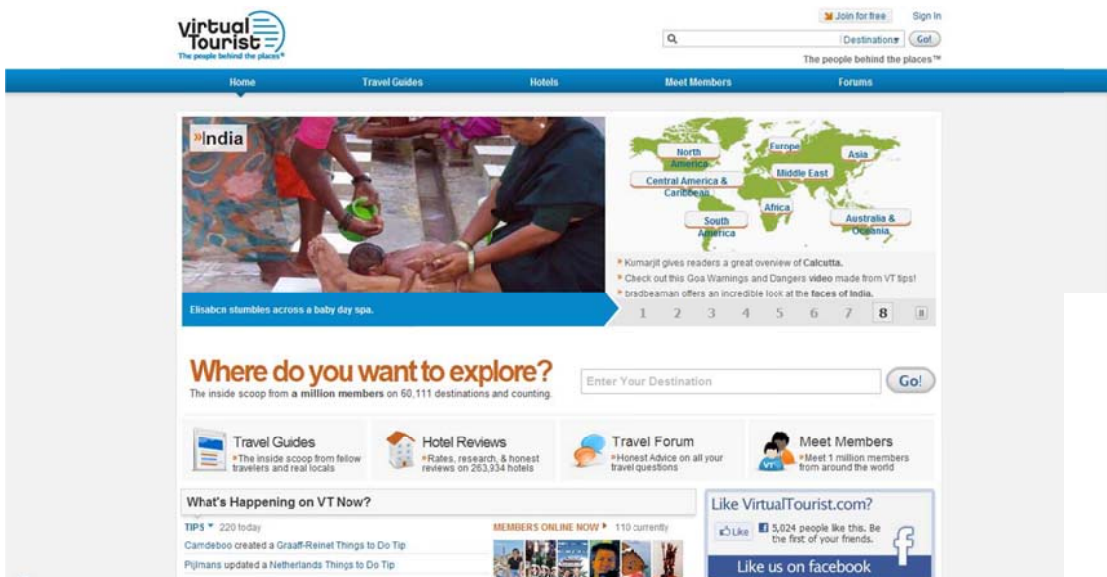 virtual
Tourist
The people behind the places
Join for free Sign In
Destinations Go!
The people behind the places™
Home Travel Guides Hotels Meet Members Forums
»India
North
America
Europe
Asia
Central America &
Caribbean
Middle East
Africa
South
America
Australia &
Oceania
Kumarjit gives readers a great overview of Calcutta.
Check out this Goa Warnings and Dangers video made from VT tips!
bradbeaman offers an incredible look at the faces of India.
Elisabcn stumbles across a baby day spa.
1 2 3 4 5 6 7 8
Where do you want to explore?
The inside scoop from a million members on 60,111 destinations and counting.
Enter Your Destination Go!
Travel Guides
The inside scoop from fellow
travelers and real locals
Hotel Reviews
Rates, research, & honest
reviews on 263,934 hotels
Travel Forum
Honest Advice on all your
travel questions
VT
Meet Members
Meet 1 million members
from around the world
What's Happening on VT Now?
TIPS 220 today
MEMBERS ONLINE NOW 110 currently
Camdeboo created a Graaff-Reinet Things to Do Tip
Pijlmans updated a Netherlands Things to Do Tip
Like VirtualTourist.com?
Like 5,024 people like this. Be
the first of your friends.
Like us on facebook